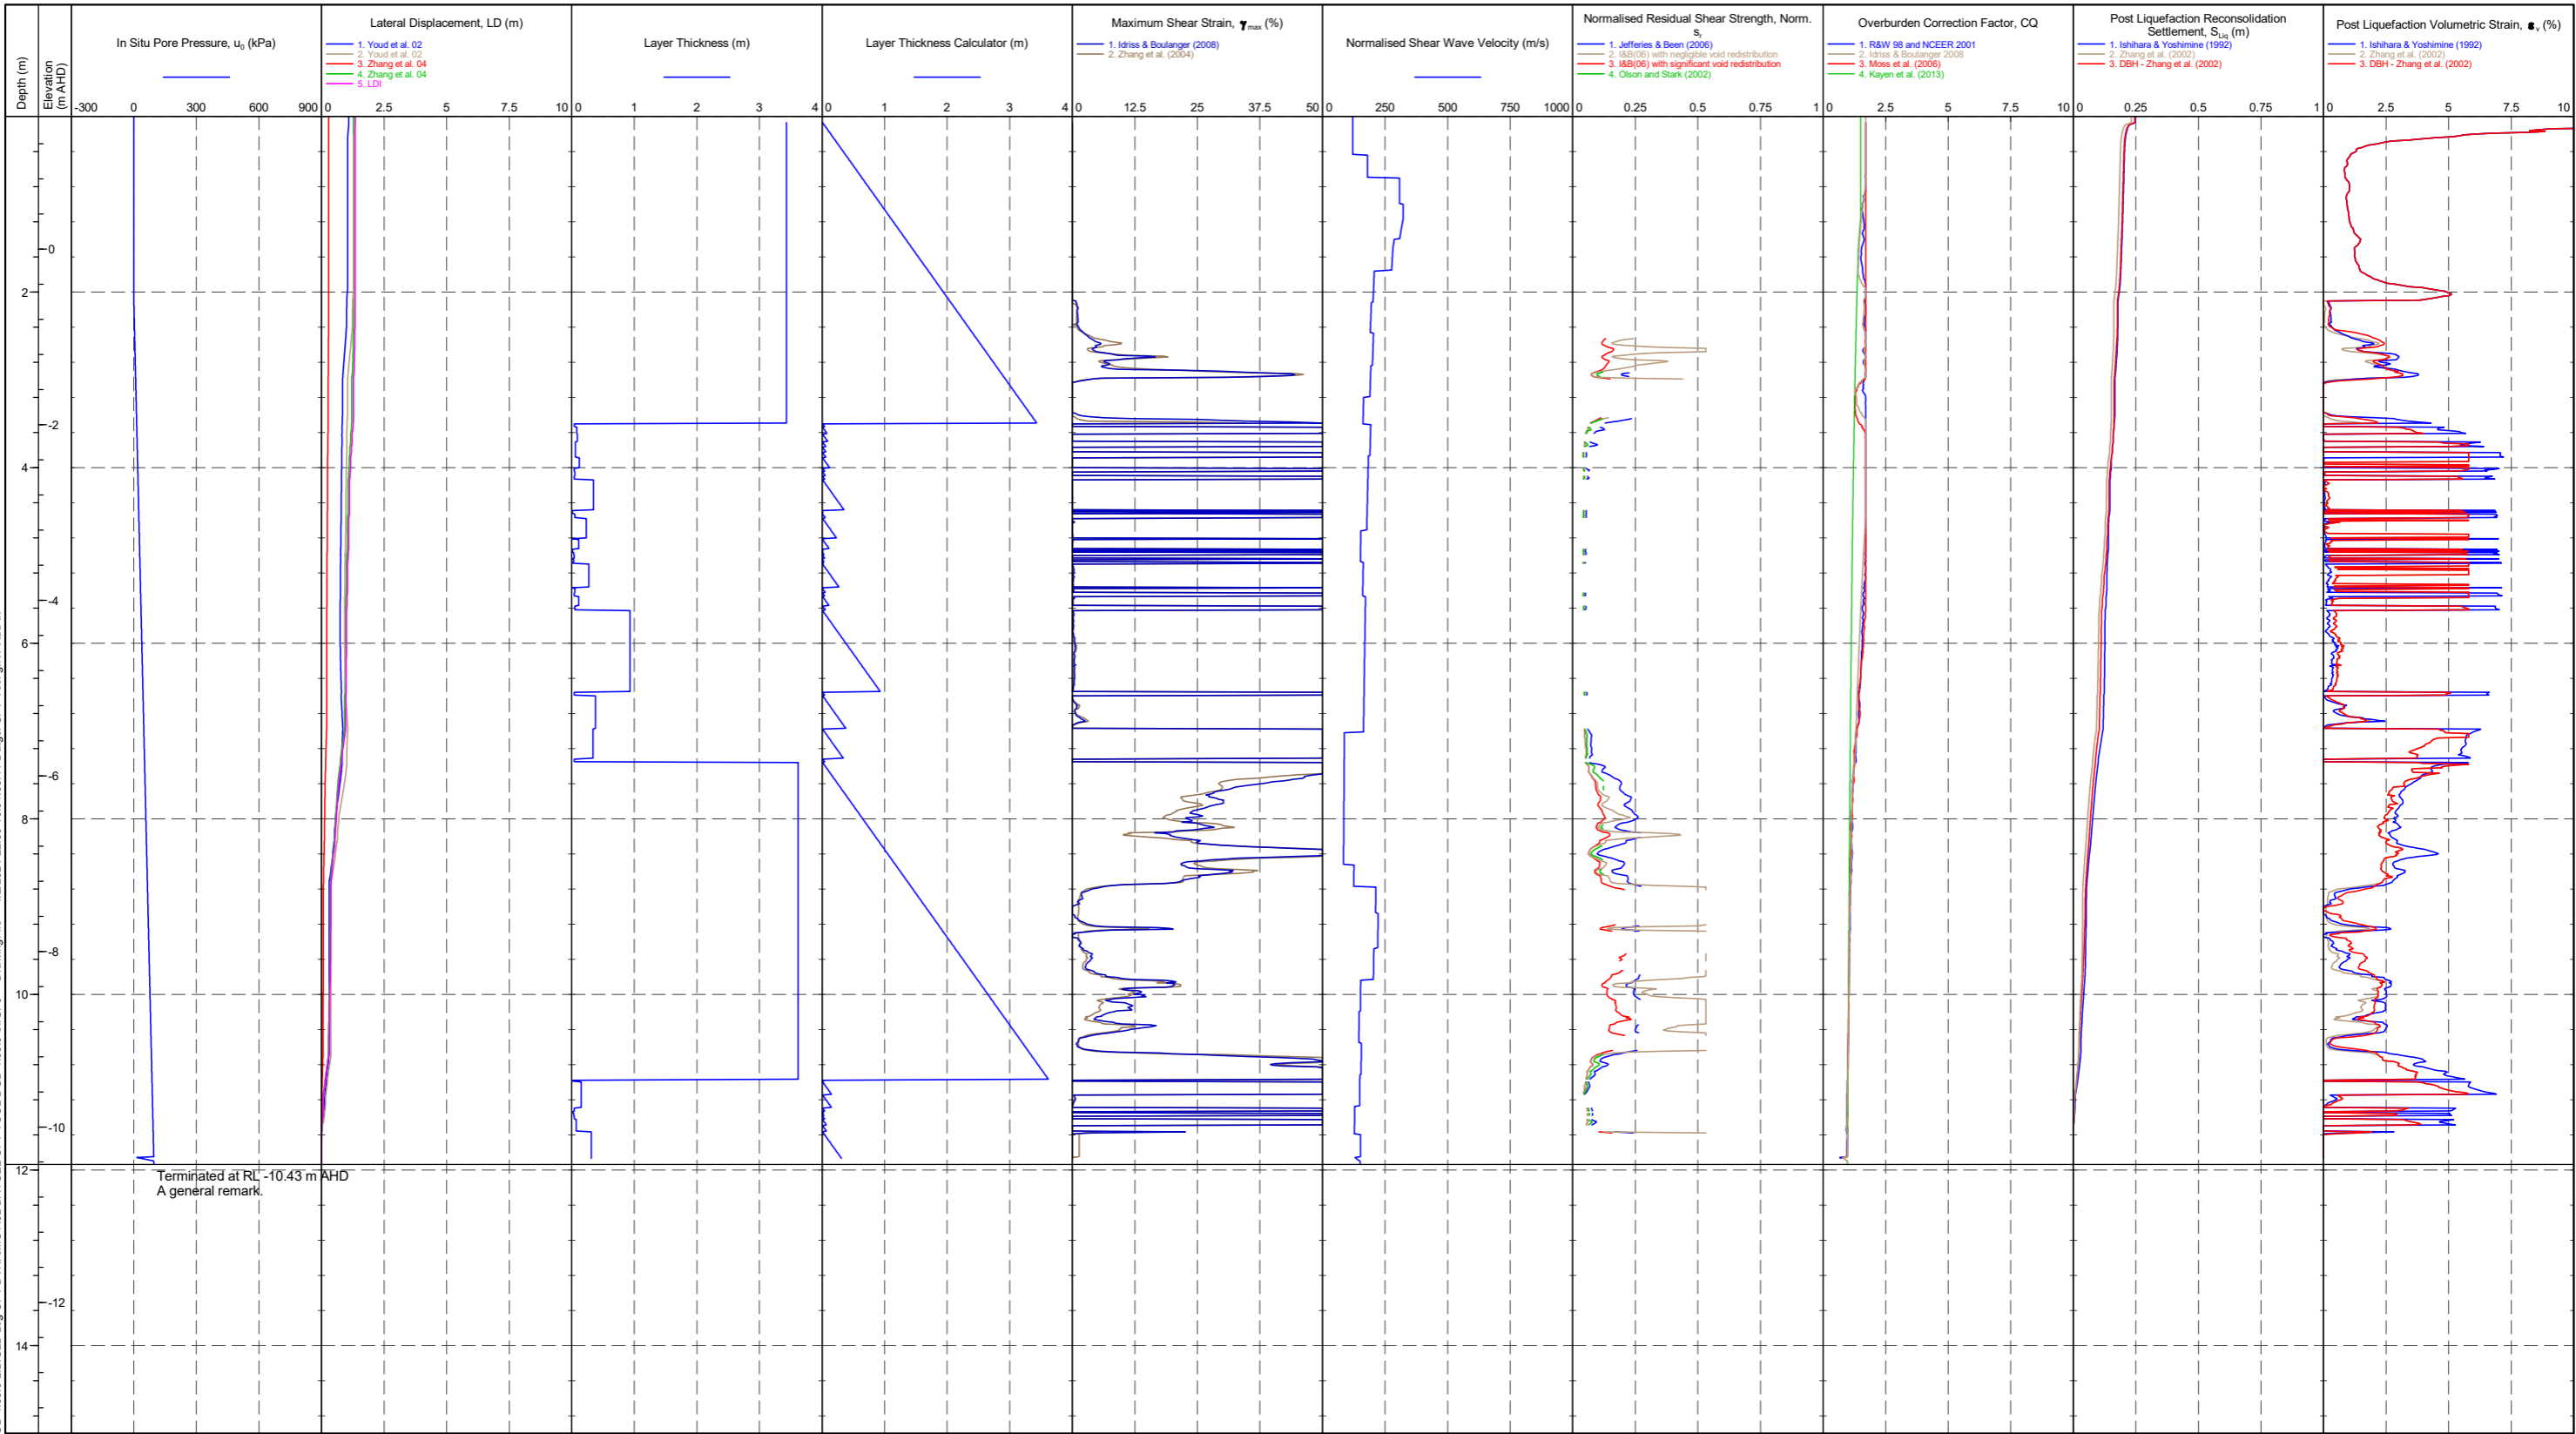 Depth (m)
Elevation
(m AHD)
In Situ Pore Pressure, u0 (kPa)
-300 0 300 600 900
Lateral Displacement, LD (m)
1. Youd et al. 02
2. Youd et al. 02
3. Zhang et al. 04
4. Zhang et al. 04
5. LDI
0 2.5 5 7.5 10
Layer Thickness (m)
0 1 2 3 4
Layer Thickness Calculator (m)
0 1 2 3 4
Maximum Shear Strain, γmax (%)
1. Idriss & Boulanger (2008)
2. Zhang et al. (2004)
0 12.5 25 37.5 50
Normalised Shear Wave Velocity (m/s)
0 250 500 750 1000
Normalised Residual Shear Strength, Norm.
sr
1. Jefferies & Been (2006)
2. I&B(06) with negligible void redistribution
3. I&B(06) with significant void redistribution
4. Olson and Stark (2002)
0 0.25 0.5 0.75 1
Overburden Correction Factor, CQ
1. R&W 98 and NCEER 2001
2. Idriss & Boulanger 2008
3. Moss et al. (2006)
4. Kayen et al. (2013)
0 2.5 5 7.5 10
Post Liquefaction Reconsolidation
Settlement, SLiq (m)
1. Ishihara & Yoshimine (1992)
2. Zhang et al. (2002)
3. DBH - Zhang et al. (2002)
0 0.25 0.5 0.75 1
Post Liquefaction Volumetric Strain, εv (%)
1. Ishihara & Yoshimine (1992)
2. Zhang et al. (2002)
3. DBH - Zhang et al. (2002)
0 2.5 5 7.5 10
0
2
-2
4
-4
6
-6
8
-8
10
-10
12
Terminated at RL -10.43 m AHD
A general remark.
-12
14